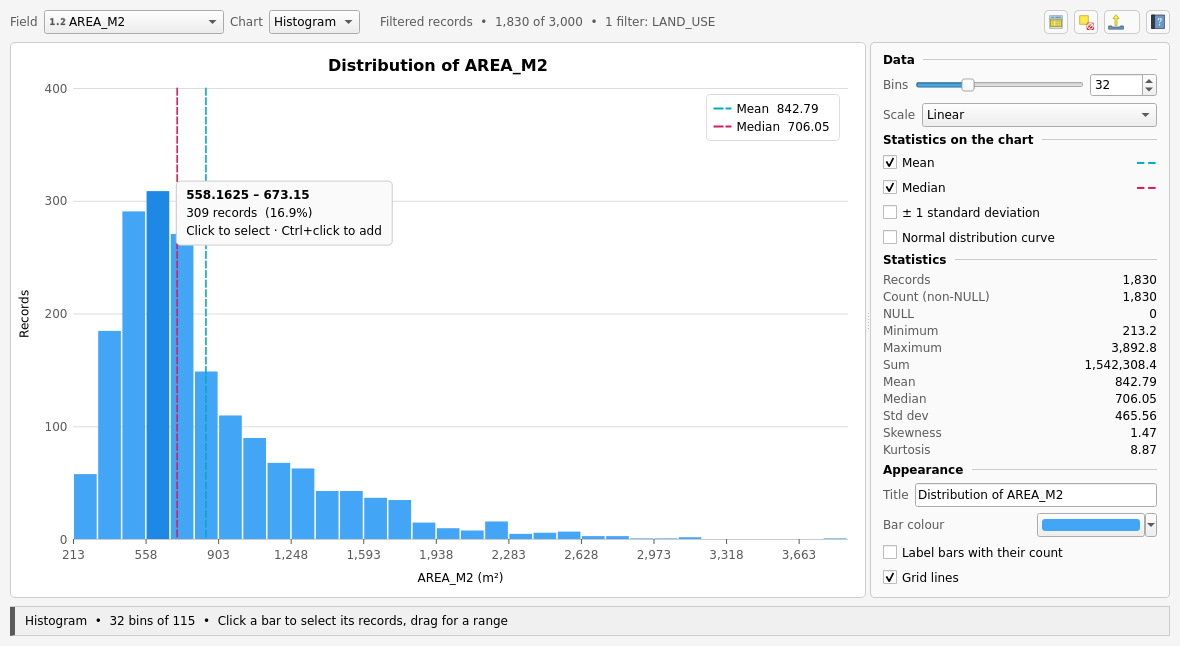 Field 1.2 AREA_M2 Chart Histogram Filtered records • 1,830 of 3,000 • 1 filter: LAND_USE
Distribution of AREA_M2
400
300
200
100
0
Records
Mean 842.79
Median 706.05
558.1625 – 673.15
309 records (16.9%)
Click to select · Ctrl+click to add
213 558 903 1,248 1,593 1,938 2,283 2,628 2,973 3,318 3,663
AREA_M2 (m²)
Data
Bins 32
Scale Linear
Statistics on the chart
Mean
Median
± 1 standard deviation
Normal distribution curve
Statistics
Records 1,830
Count (non-NULL) 1,830
NULL 0
Minimum 213.2
Maximum 3,892.8
Sum 1,542,308.4
Mean 842.79
Median 706.05
Std dev 465.56
Skewness 1.47
Kurtosis 8.87
Appearance
Title Distribution of AREA_M2
Bar colour
Label bars with their count
Grid lines
Histogram • 32 bins of 115 • Click a bar to select its records, drag for a range